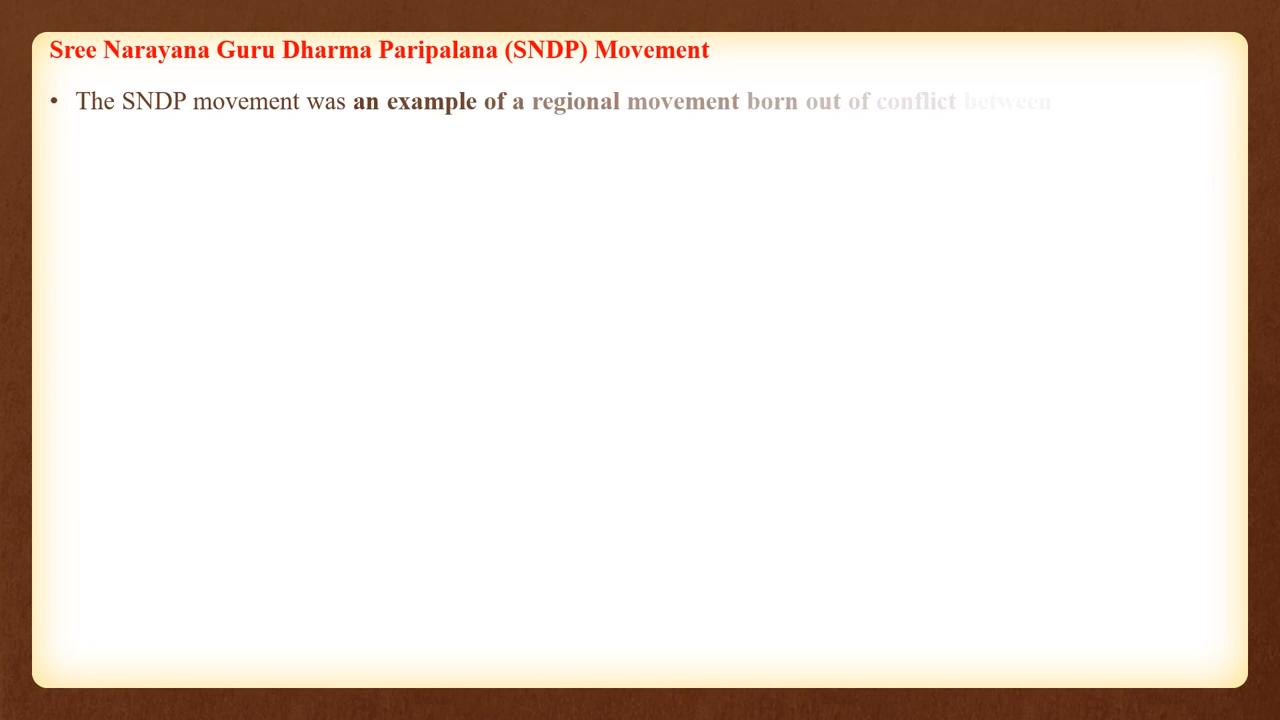 Sree Narayana Guru Dharma Paripalana (SNDP) Movement
• The SNDP movement was an example of a regional movement born out of conflict between